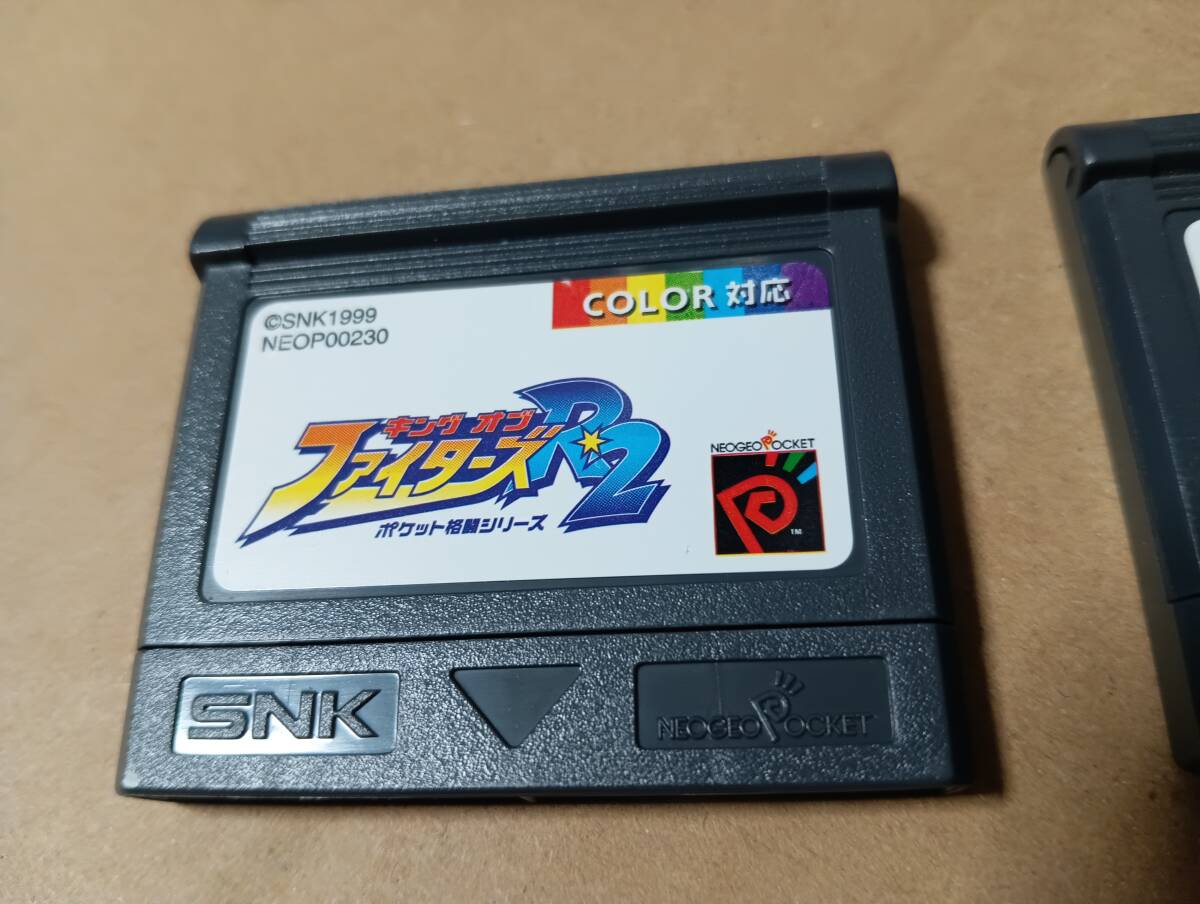 ©SNK1999
NEOP00230
COLOR 対応
キング オブ
ファイターズR2
ポケット格闘シリーズ
NEOGEO POCKET
TM
SNK
NEOGEO POCKET